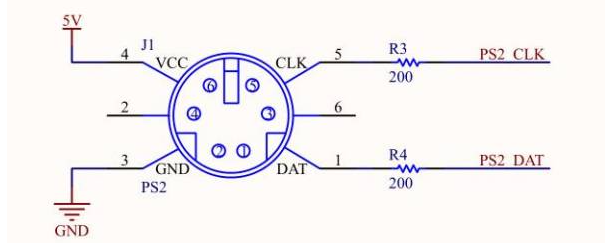 5V
J1
4 VCC CLK 5 R3 PS2_CLK
200
6 5
2 4 3 6
2 1
3 GND DAT 1 R4 PS2_DAT
PS2 200
GND